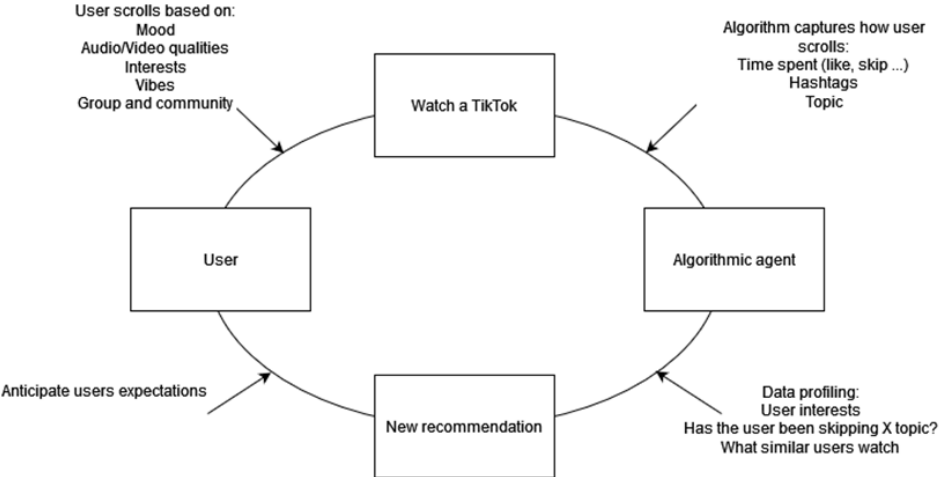 User scrolls based on:
Mood
Audio/Video qualities
Interests
Vibes
Group and community
Algorithm captures how user
scrolls:
Time spent (like, skip ...)
Hashtags
Topic
Watch a TikTok
User
Algorithmic agent
Anticipate users expectations
New recommendation
Data profiling:
User interests
Has the user been skipping X topic?
What similar users watch